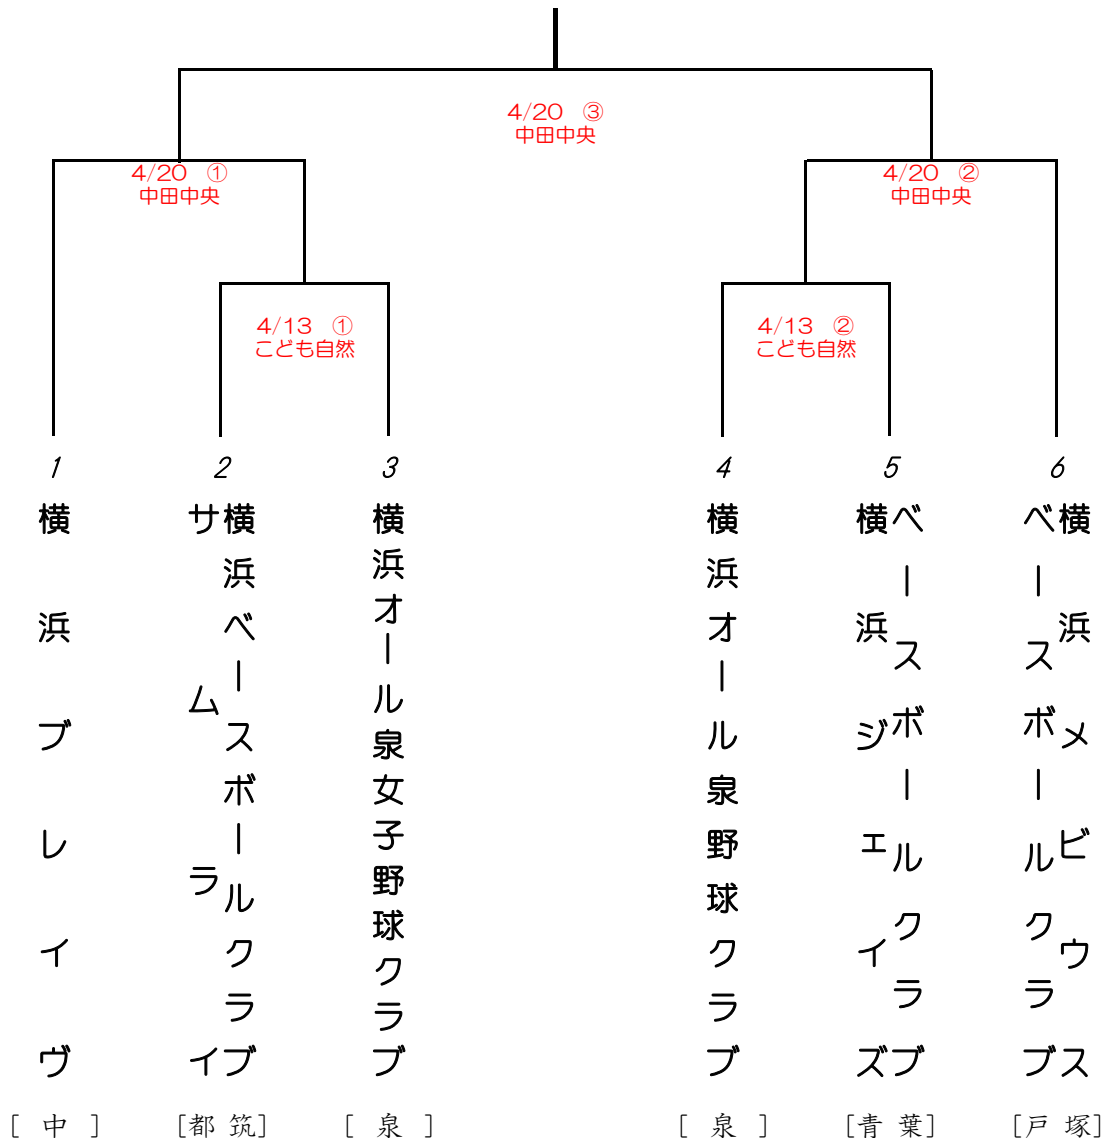 4/20 ③
中田中央
4/20 ①
中田中央
4/20 ②
中田中央
4/13 ①
こども自然
4/13 ②
こども自然
1
横浜ブレイヴ
[ 中 ]
2
横浜ベースボールクラブ
サムライ
[都 筑]
3
横浜オール泉女子野球クラブ
[ 泉 ]
4
横浜オール泉野球クラブ
[ 泉 ]
5
ベースボールクラブ
横浜ジェイズ
[青 葉]
6
横浜メビウス
ベースボールクラブ
[戸 塚]